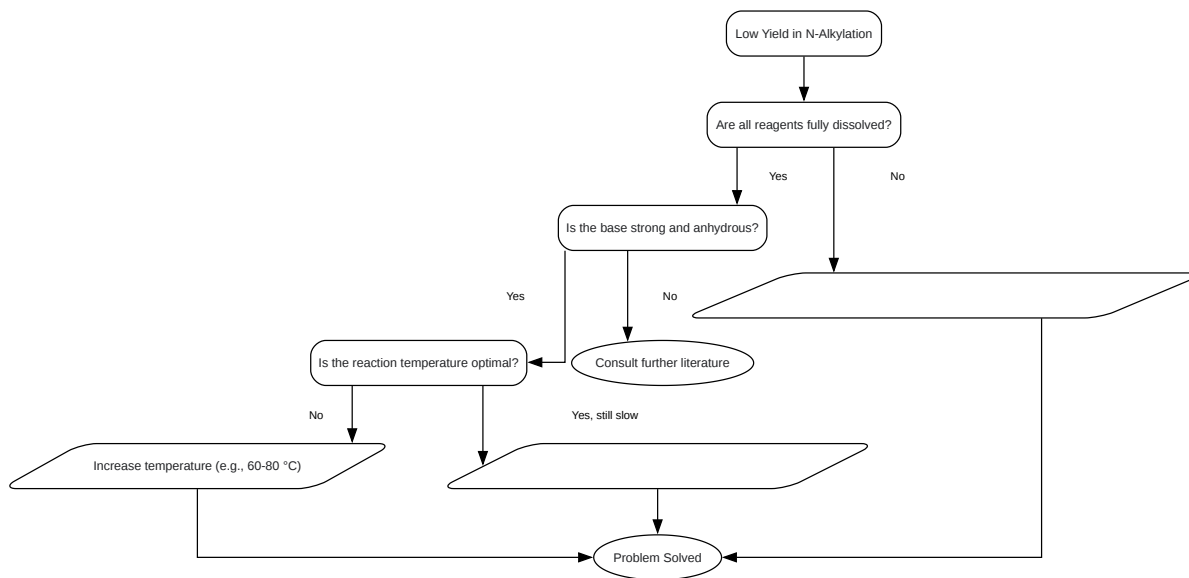 Low Yield in N-Alkylation
Are all reagents fully dissolved?
Yes
No
Is the base strong and anhydrous?
Yes
No
Is the reaction temperature optimal?
Consult further literature
No
Yes, still slow
Increase temperature (e.g., 60-80 °C)
Problem Solved